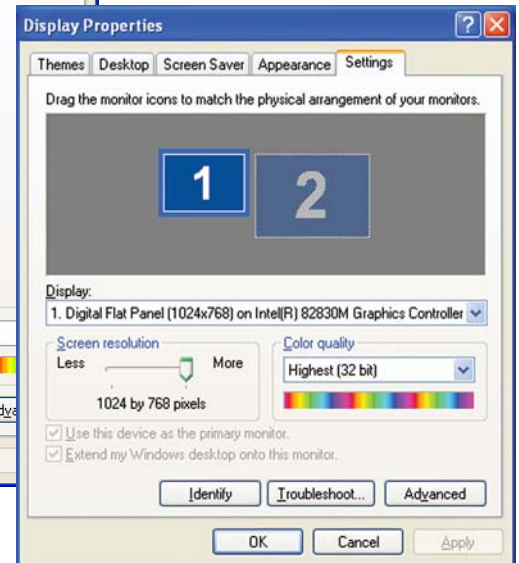 Display Properties
Themes Desktop Screen Saver Appearance Settings
Drag the monitor icons to match the physical arrangement of your monitors.
1 2
Display:
1. Digital Flat Panel (1024x768) on Intel(R) 82830M Graphics Controller
Screen resolution
Less More
1024 by 768 pixels
Color quality
Highest (32 bit)
Use this device as the primary monitor.
Extend my Windows desktop onto this monitor.
Identify Troubleshoot... Advanced
OK Cancel Apply